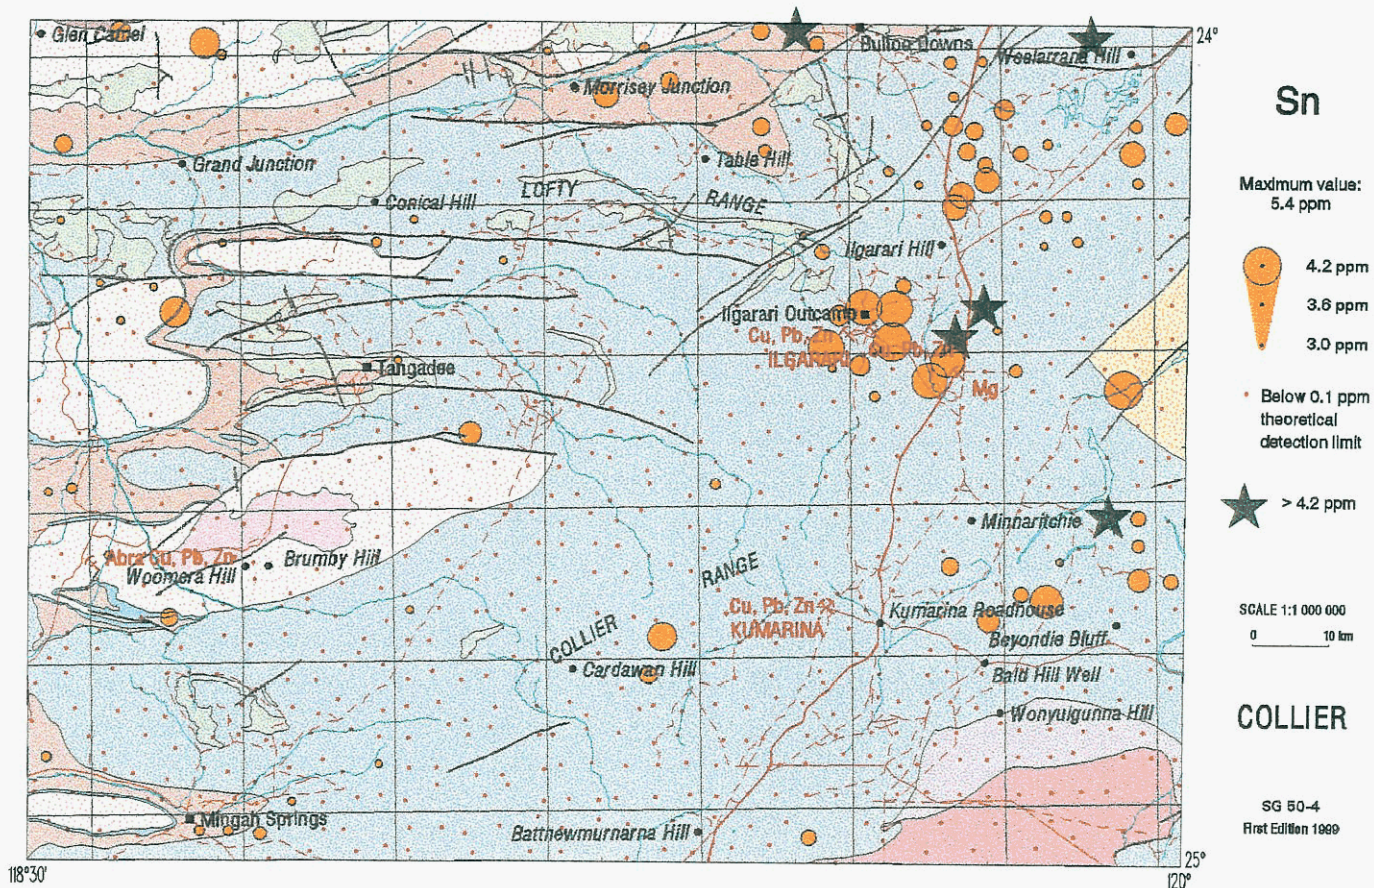 24°
Glen Camel
Bulloo Downs
Weelarrana Hill
Morrisey Junction
Grand Junction
Table Hill
Conical Hill
LOFTY
RANGE
Ilgarari Hill
Ilgarari Outcamp
Cu, Pb, Zn
ILGARARI
Cu, Pb, Zn
Tangadee
Mg
Minnaritchie
Abra Cu, Pb, Zn
Woomera Hill
Brumby Hill
RANGE
Cu, Pb, Zn
KUMARINA
Kumarina Roadhouse
COLLIER
Beyondie Bluff
Cardawan Hill
Bald Hill Well
Wonyulgunna Hill
Mingah Springs
Batthewmurnarna Hill
25°
118°30'
120°
Sn
Maximum value:
5.4 ppm
4.2 ppm
3.6 ppm
3.0 ppm
Below 0.1 ppm
theoretical
detection limit
> 4.2 ppm
SCALE 1:1 000 000
0 10 km
COLLIER
SG 50-4
First Edition 1999